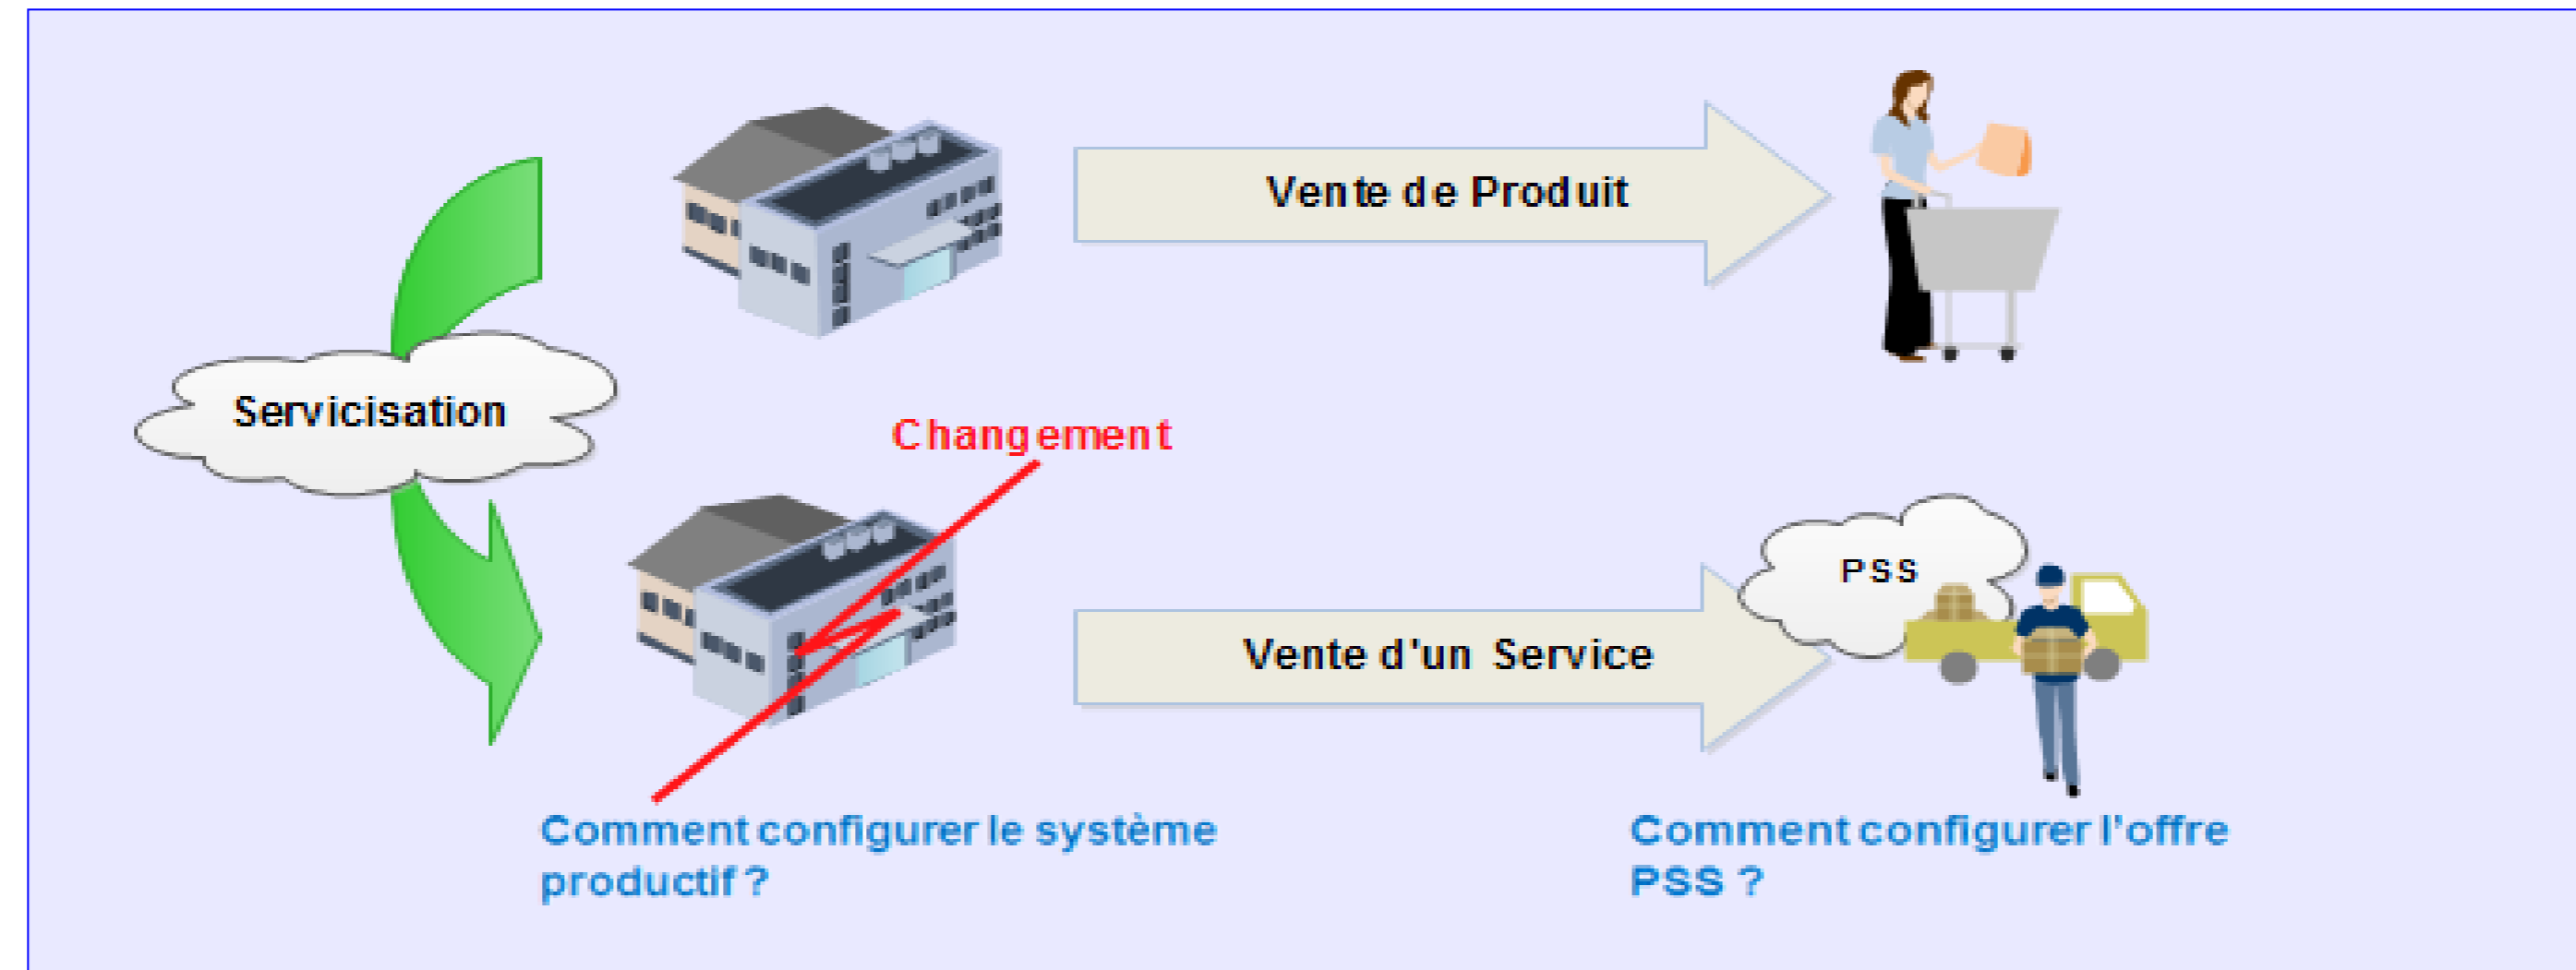 Vente de Produit
Servicisation
Changement
PSS
Vente d'un Service
Comment configurer le système
productif ?
Comment configurer l'offre
PSS ?